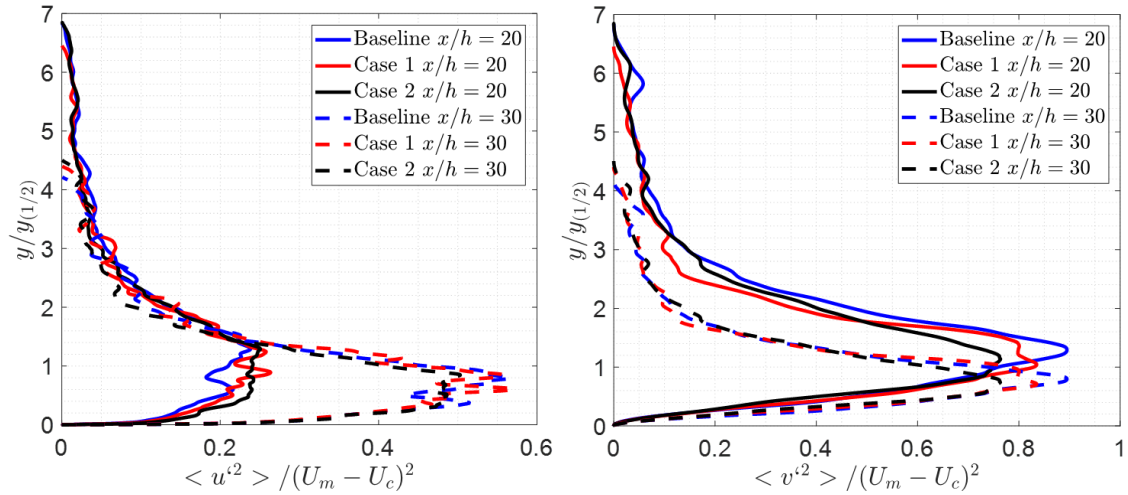 7
6
5
4
3
2
1
0
y/y(1/2)
Baseline x/h = 20
Case 1 x/h = 20
Case 2 x/h = 20
Baseline x/h = 30
Case 1 x/h = 30
Case 2 x/h = 30
0 0.2 0.4 0.6
< u‘2 > /(Um − Uc)2
7
6
5
4
3
2
1
0
y/y(1/2)
Baseline x/h = 20
Case 1 x/h = 20
Case 2 x/h = 20
Baseline x/h = 30
Case 1 x/h = 30
Case 2 x/h = 30
0 0.2 0.4 0.6 0.8 1
< v‘2 > /(Um − Uc)2